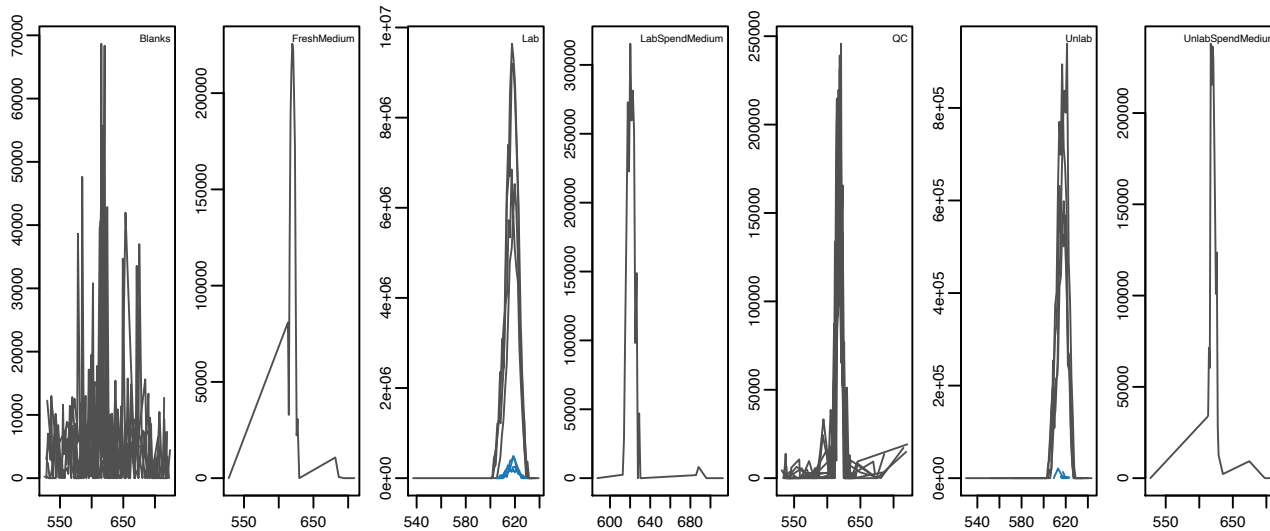 Blanks
0
10000
20000
30000
40000
50000
60000
70000
550
650
FreshMedium
0
50000
150000
200000
550
650
Lab
0e+00
2e+06
4e+06
6e+06
8e+06
1e+07
540
580
620
LabSpendMedium
0
50000
100000
150000
200000
250000
300000
600
640
680
QC
0
50000
100000
150000
200000
250000
550
650
Unlab
0e+00
2e+05
4e+05
6e+05
8e+05
540
580
620
UnlabSpendMedium
0
50000
150000
200000
550
650